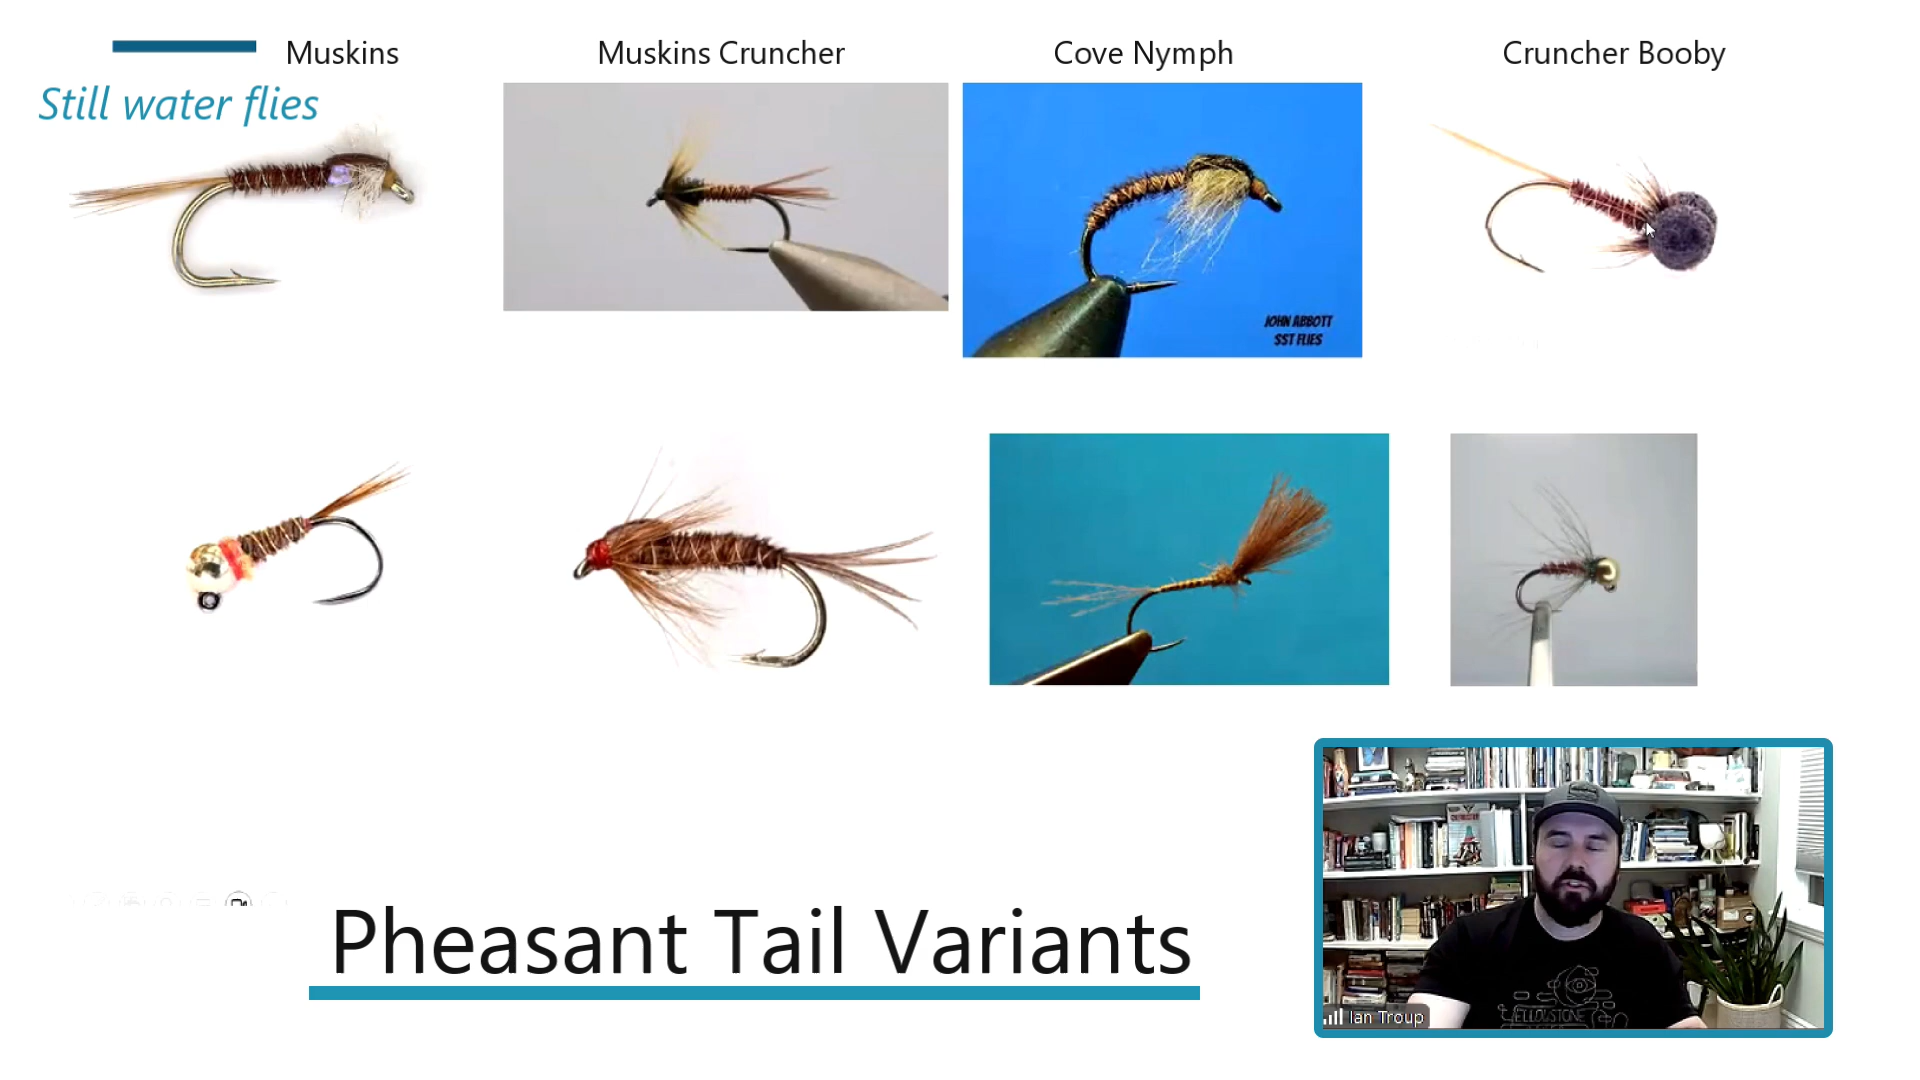 Muskins
Muskins Cruncher
Cove Nymph
Cruncher Booby
Still water flies
JOHN ABBOTT
SST FLIES
Pheasant Tail Variants
YELLOWSTONE
Ian Troup